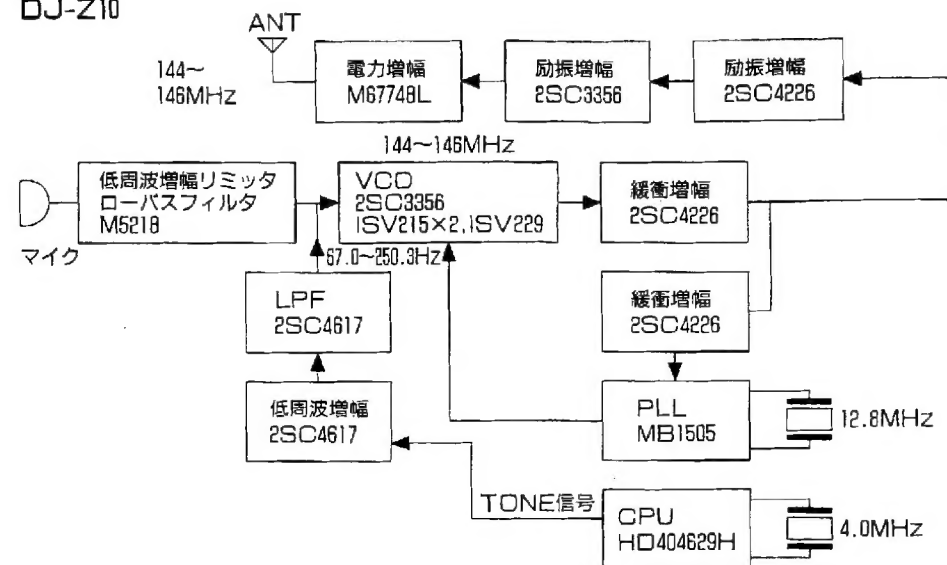 DJ-Z10
ANT
144～
146MHz
電力増幅
M67748L
励振増幅
2SC3356
励振増幅
2SC4226
144～146MHz
マイク
低周波増幅リミッタ
ローパスフィルタ
M5218
VCO
2SC3356
1SV215×2,1SV229
緩衝増幅
2SC4226
67.0～250.3Hz
LPF
2SC4617
緩衝増幅
2SC4226
低周波増幅
2SC4617
PLL
MB1505
12.8MHz
TONE信号
CPU
HD404629H
4.0MHz